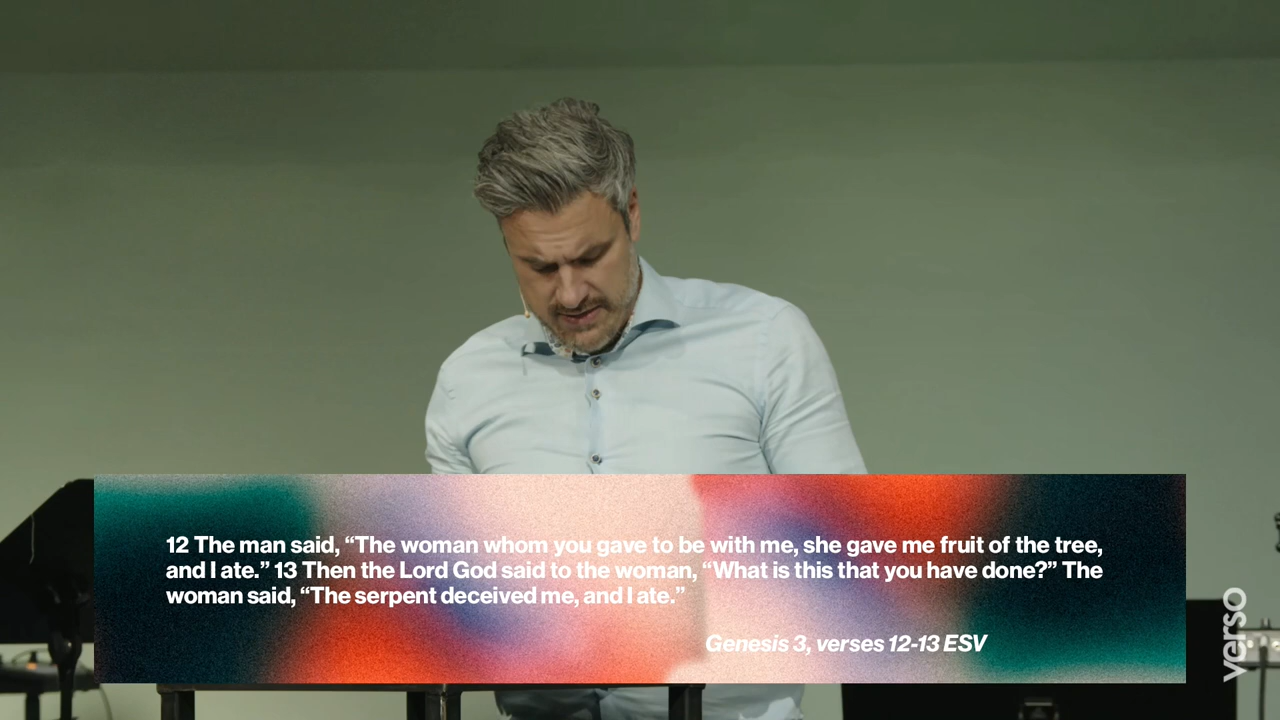 12 The man said, “The woman whom you gave to be with me, she gave me fruit of the tree,
and I ate.” 13 Then the Lord God said to the woman, “What is this that you have done?” The
woman said, “The serpent deceived me, and I ate.”
Genesis 3, verses 12-13 ESV
verso